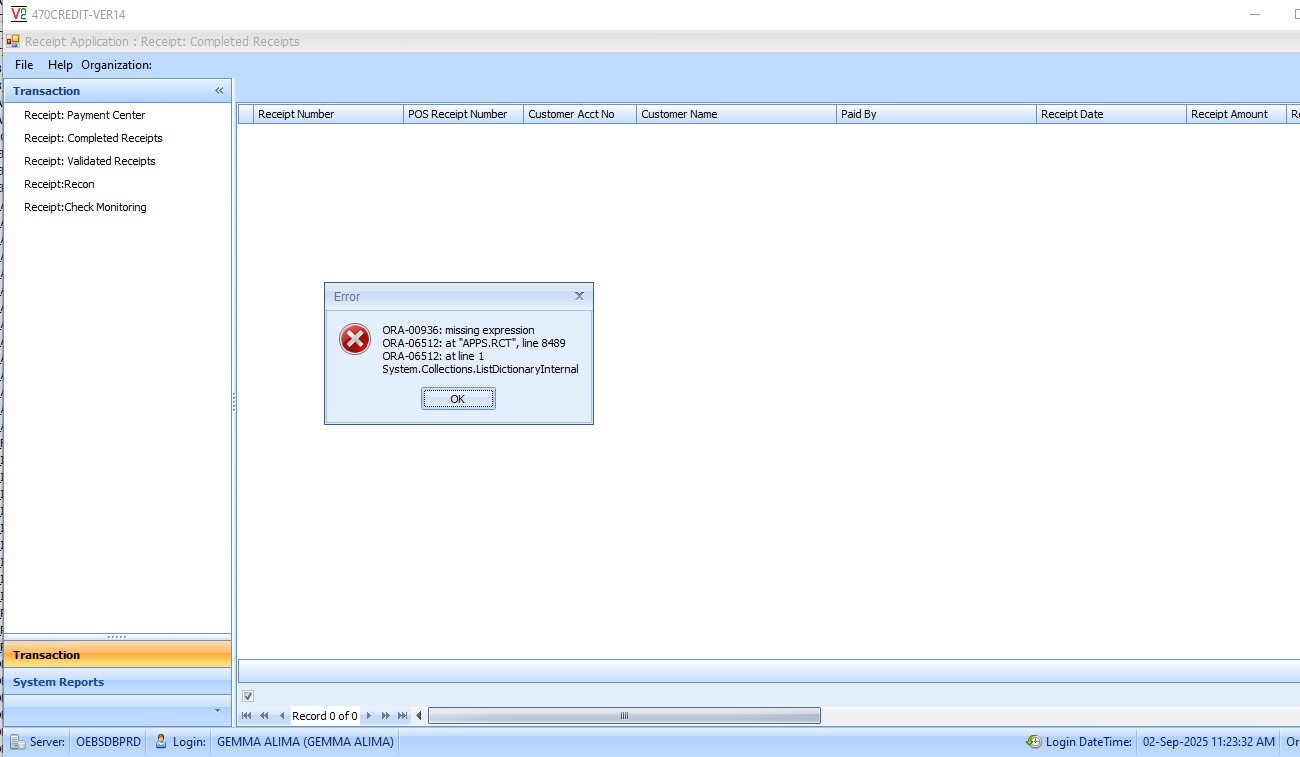 V2 470CREDIT-VER14
Receipt Application : Receipt: Completed Receipts
File Help Organization:
Transaction
Receipt: Payment Center
Receipt: Completed Receipts
Receipt: Validated Receipts
Receipt:Recon
Receipt:Check Monitoring
Receipt Number POS Receipt Number Customer Acct No Customer Name Paid By Receipt Date Receipt Amount
Error
ORA-00936: missing expression
ORA-06512: at "APPS.RCT", line 8489
ORA-06512: at line 1
System.Collections.ListDictionaryInternal
OK
Transaction
System Reports
Record 0 of 0
Server: OEBSDBPRD Login: GEMMA ALIMA (GEMMA ALIMA) Login DateTime: 02-Sep-2025 11:23:32 AM